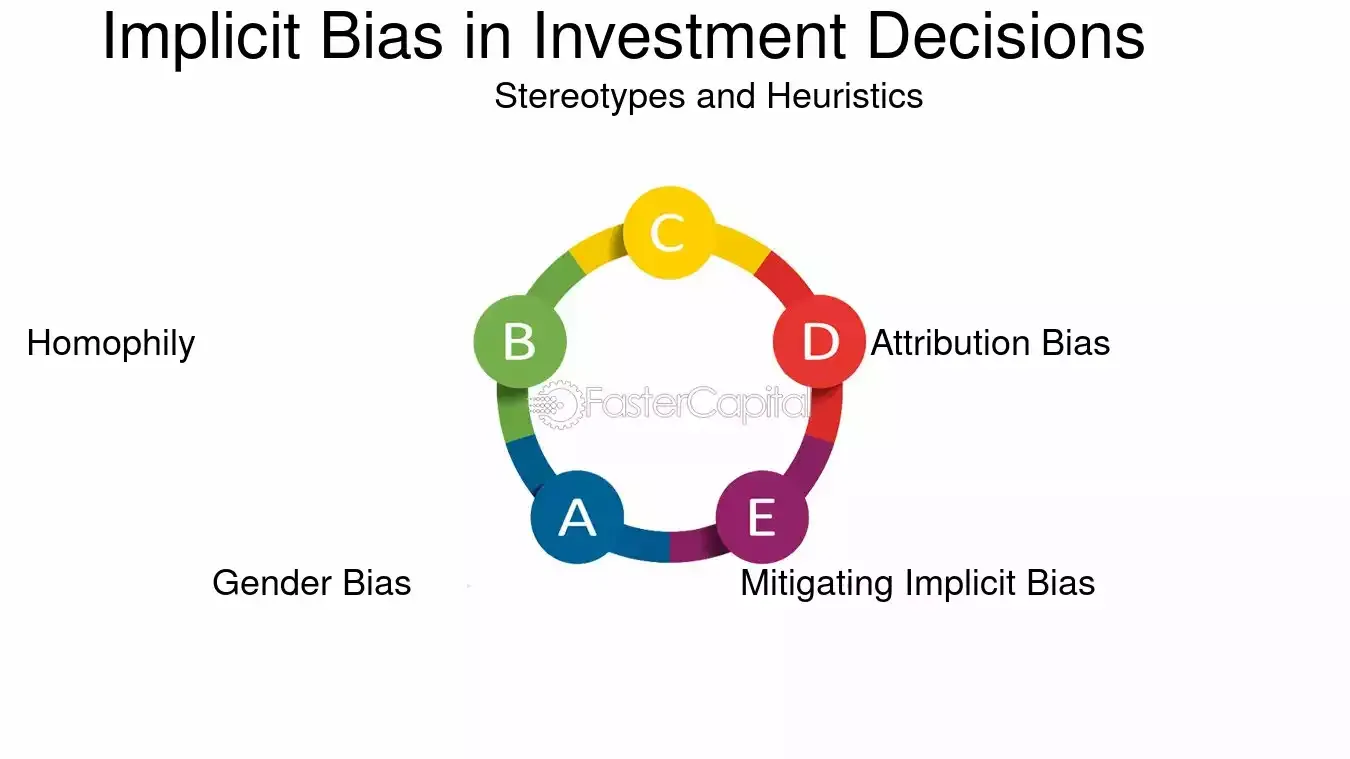 Implicit Bias in Investment Decisions
Stereotypes and Heuristics
C
Homophily
B
D
Attribution Bias
FasterCapital
A
E
Gender Bias
Mitigating Implicit Bias